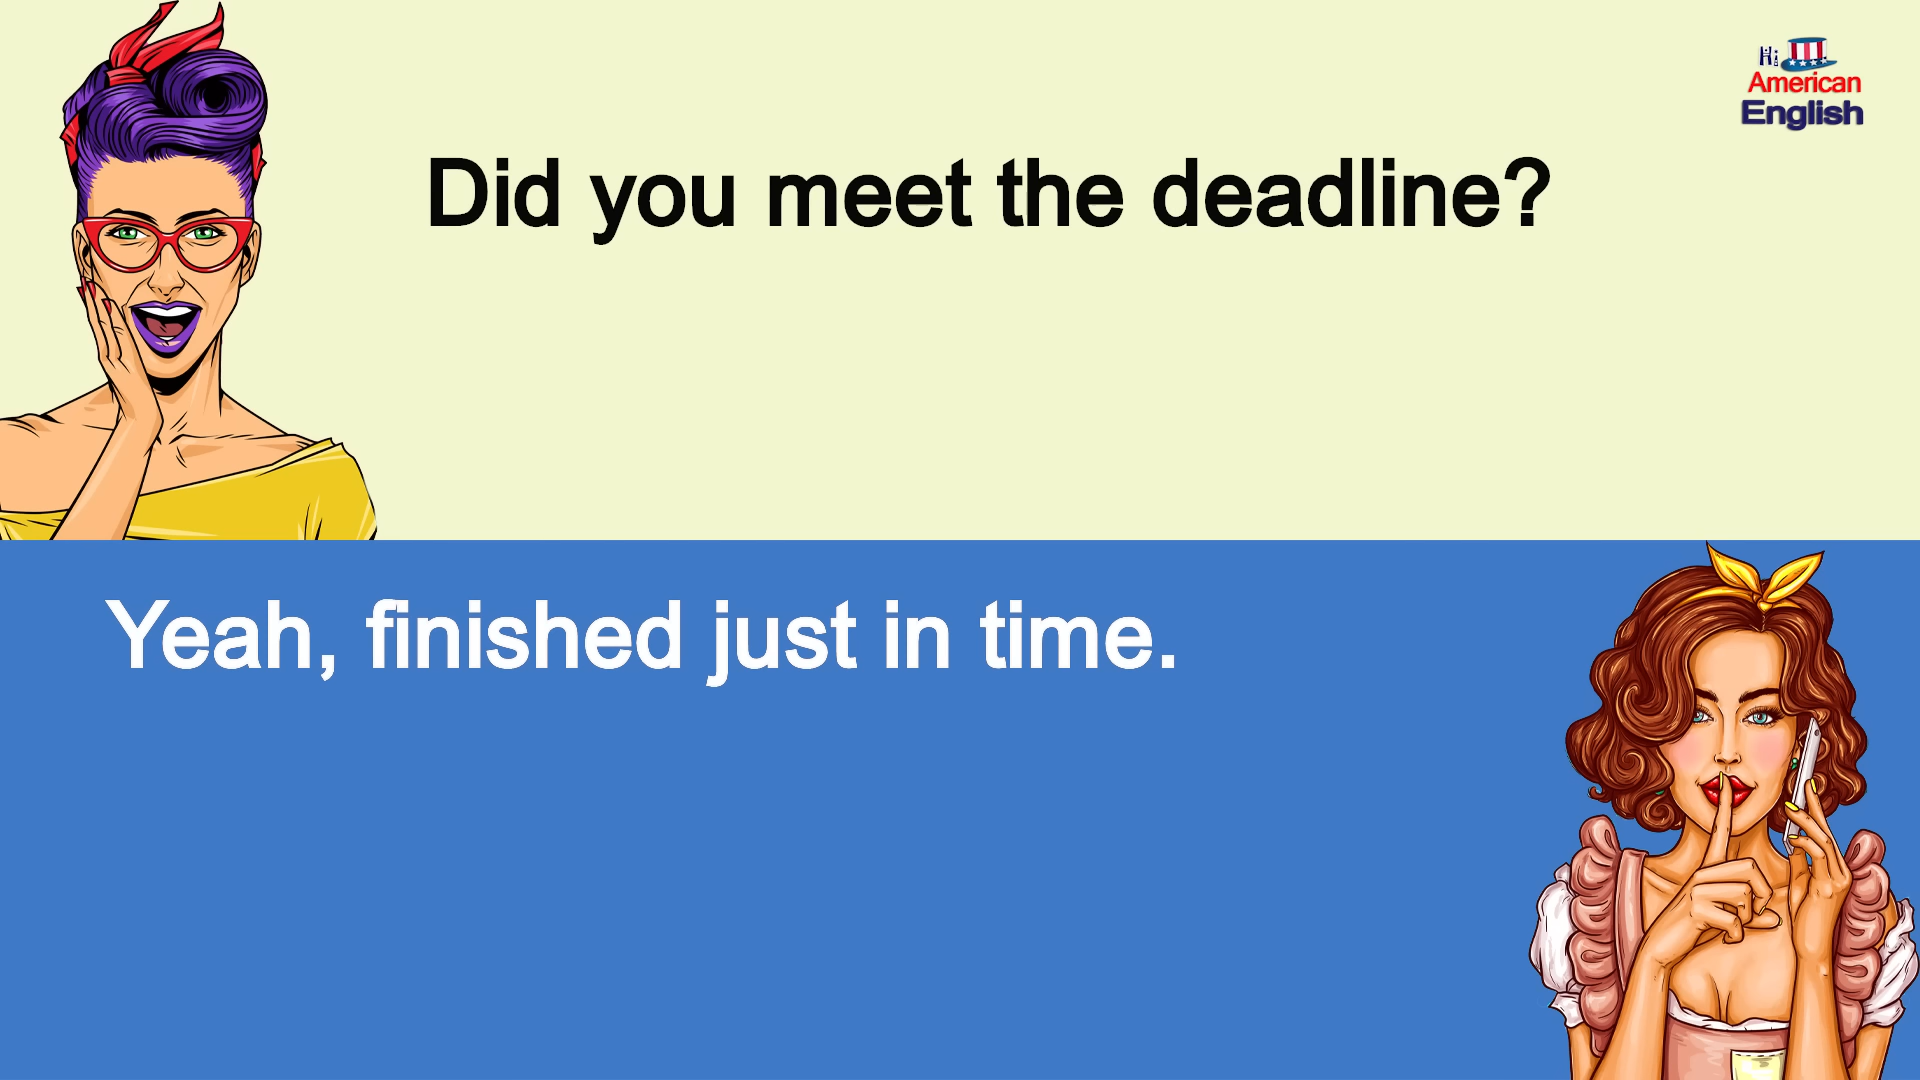 Hi
American
English
Did you meet the deadline?
Yeah, finished just in time.